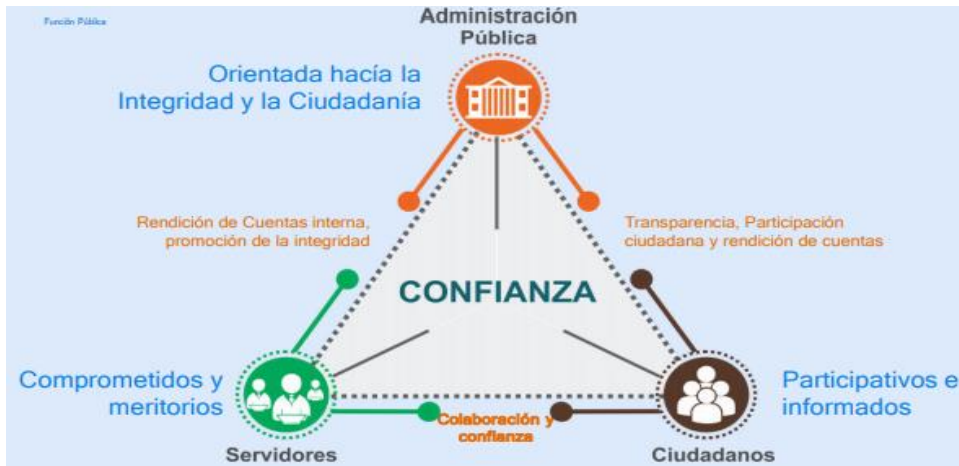 Función Pública
Administración
Pública
Orientada hacía la
Integridad y la Ciudadanía
Rendición de Cuentas interna,
promoción de la integridad
Transparencia, Participación
ciudadana y rendición de cuentas
CONFIANZA
Comprometidos y
meritorios
Participativos e
informados
Colaboración y
confianza
Servidores
Ciudadanos